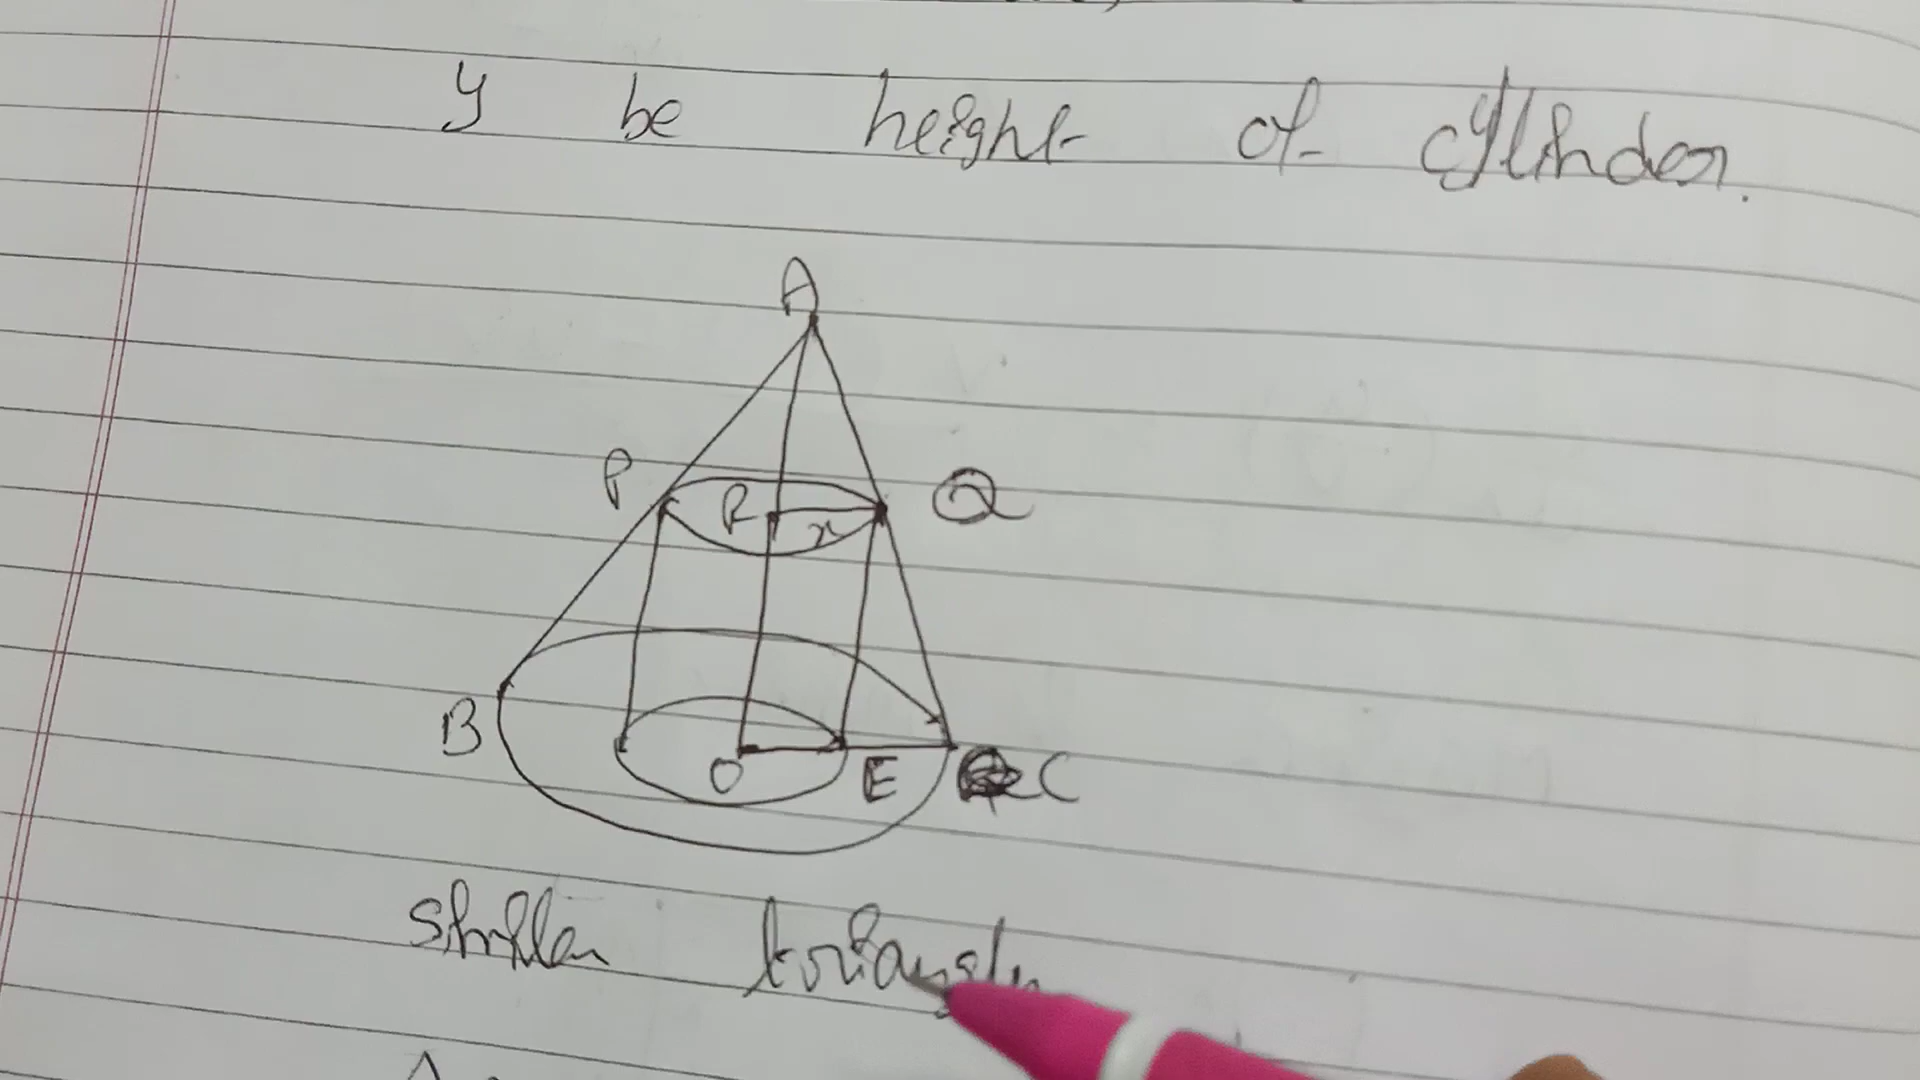 y be height of cylinder.
A
P R x Q
B O E C
similar triangle